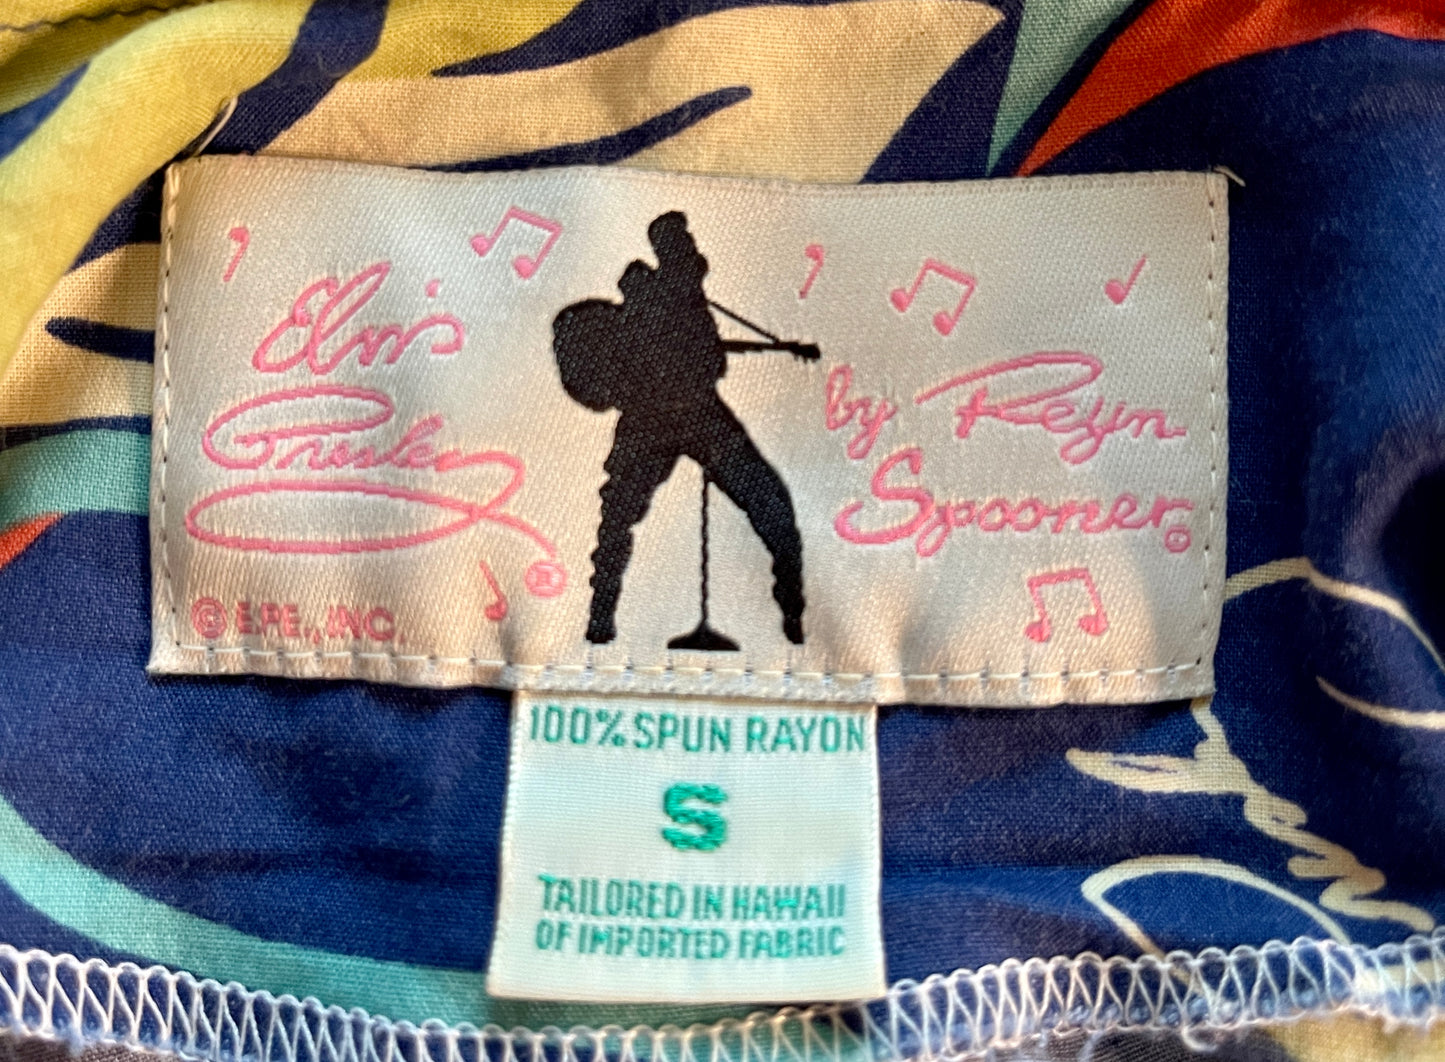 Elvis
Presley®
© E.P.E., INC.
by Reyn
Spooner©
100% SPUN RAYON
S
TAILORED IN HAWAII
OF IMPORTED FABRIC